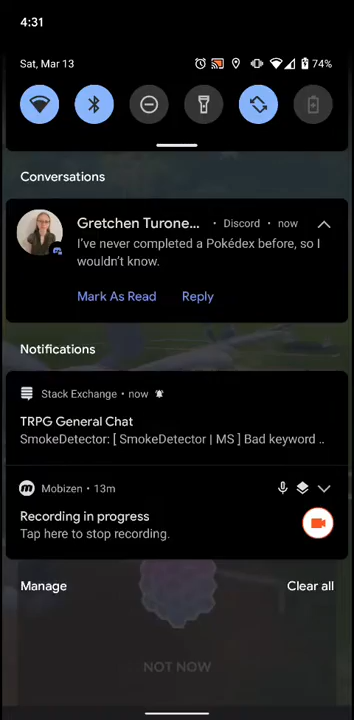 4:31
Sat, Mar 13
74%
Conversations
Gretchen Turone... • Discord • now
I've never completed a Pokédex before, so I
wouldn't know.
Mark As Read Reply
Notifications
Stack Exchange • now
TRPG General Chat
SmokeDetector: [ SmokeDetector | MS ] Bad keyword ..
Mobizen • 13m
Recording in progress
Tap here to stop recording.
Manage Clear all
NOT NOW